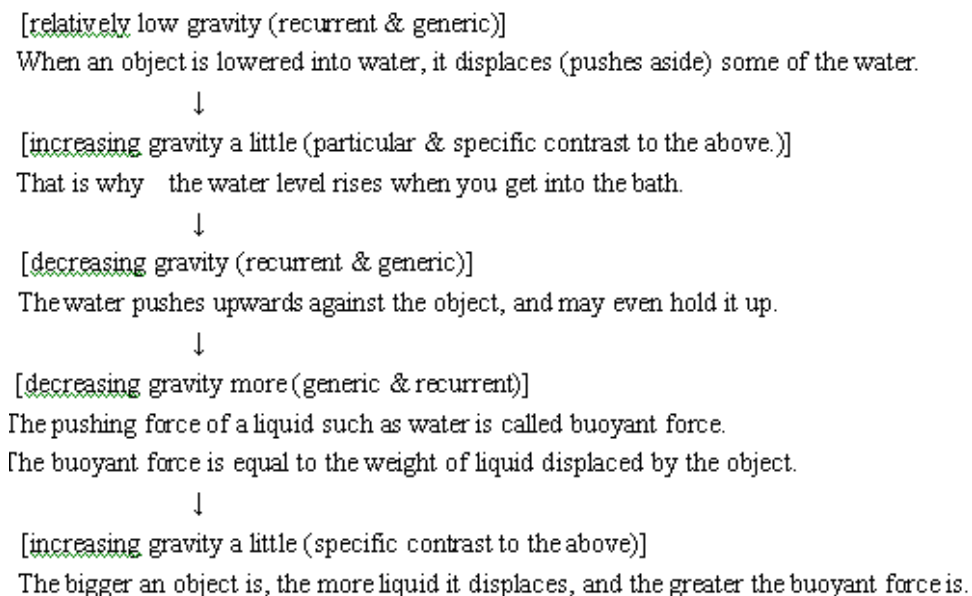 [relatively low gravity (recurrent & generic)]
When an object is lowered into water, it displaces (pushes aside) some of the water.
↓
[increasing gravity a little (particular & specific contrast to the above.)]
That is why the water level rises when you get into the bath.
↓
[decreasing gravity (recurrent & generic)]
The water pushes upwards against the object, and may even hold it up.
↓
[decreasing gravity more (generic & recurrent)]
The pushing force of a liquid such as water is called buoyant force.
The buoyant force is equal to the weight of liquid displaced by the object.
↓
[increasing gravity a little (specific contrast to the above)]
The bigger an object is, the more liquid it displaces, and the greater the buoyant force is.